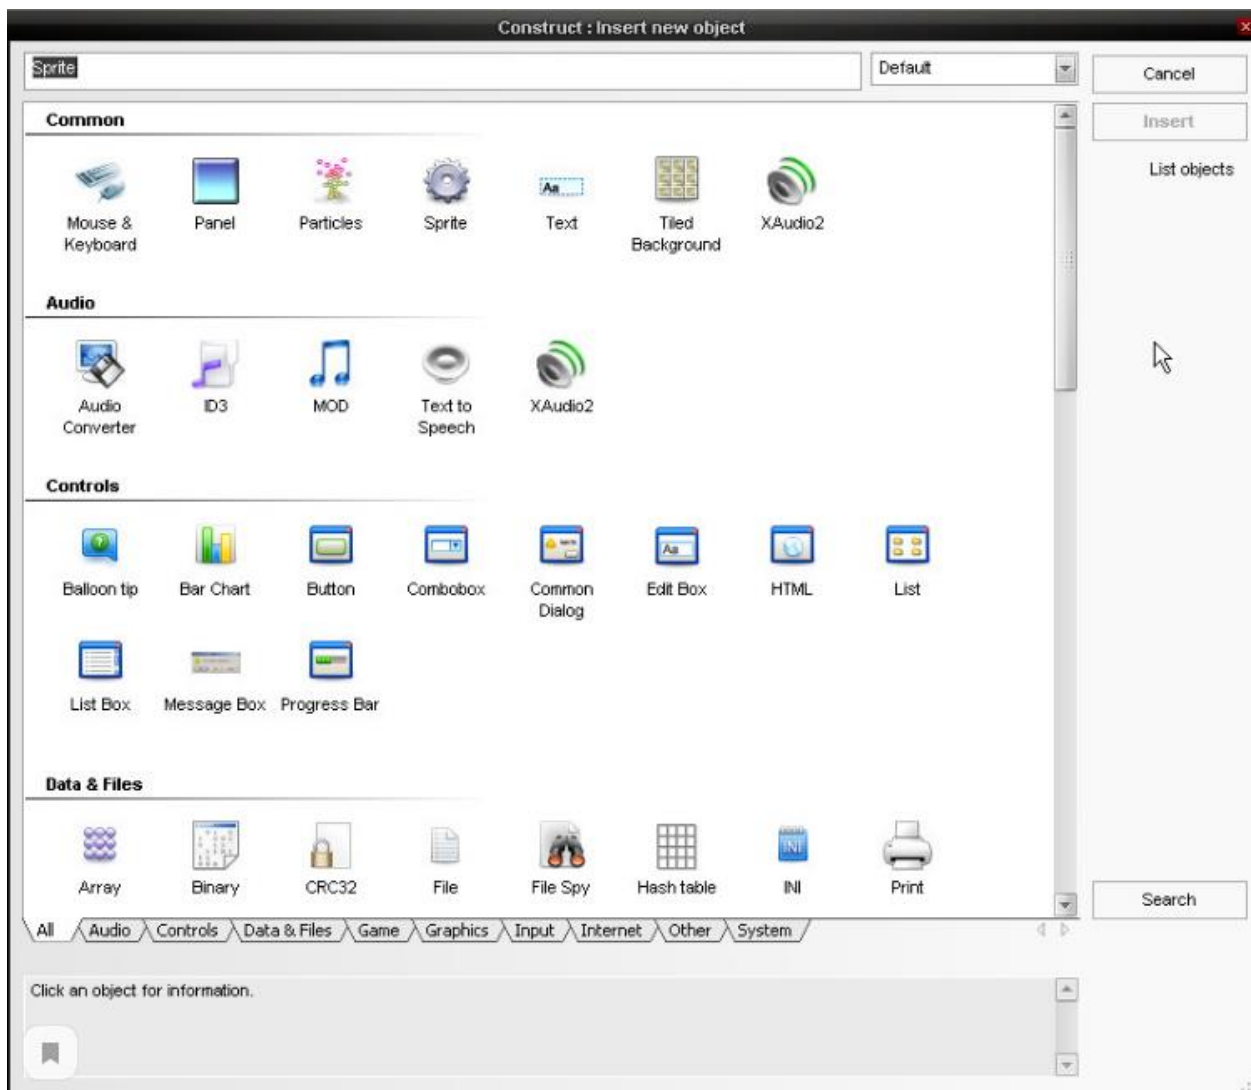 Construct : Insert new object
Sprite
Default
Cancel
Insert
List objects
Common
Mouse &
Keyboard
Panel
Particles
Sprite
Text
Tiled
Background
XAudio2
Audio
Audio
Converter
ID3
MOD
Text to
Speech
XAudio2
Controls
Balloon tip
Bar Chart
Button
Combobox
Common
Dialog
Edit Box
HTML
List
List Box
Message Box
Progress Bar
Data & Files
Array
Binary
CRC32
File
File Spy
Hash table
INI
Print
Search
All
Audio
Controls
Data & Files
Game
Graphics
Input
Internet
Other
System
Click an object for information.